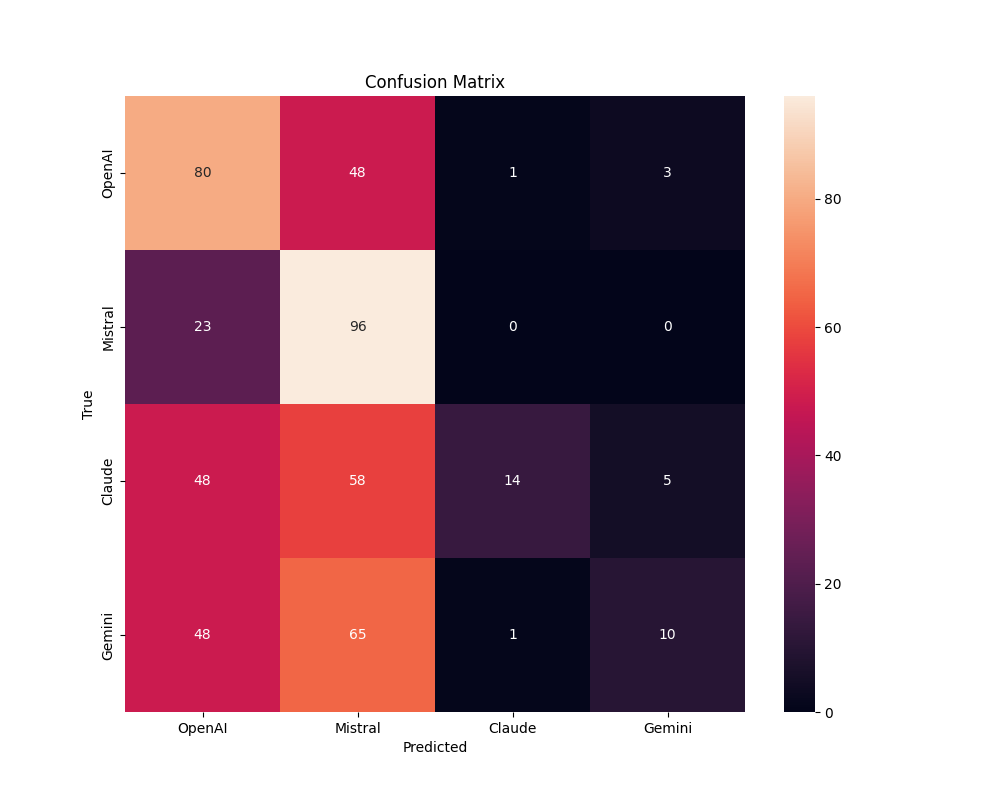 Confusion Matrix
OpenAI
80 48 1 3
80
Mistral
23 96 0 0
60
True
40
Claude
48 58 14 5
20
Gemini
48 65 1 10
0
OpenAI Mistral Claude Gemini
Predicted